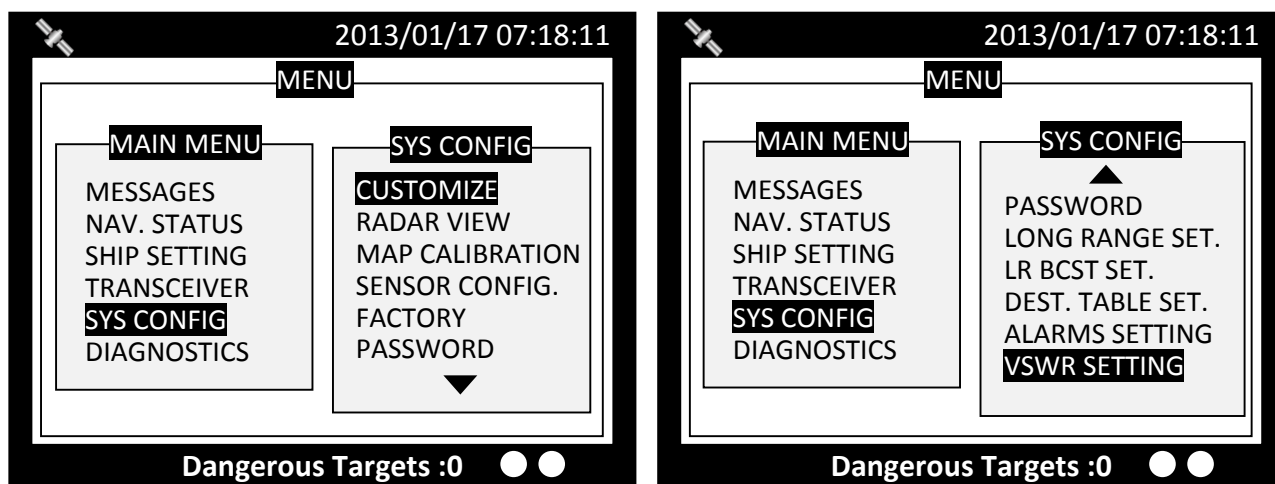 2013/01/17 07:18:11
MENU
MAIN MENU
MESSAGES
NAV. STATUS
SHIP SETTING
TRANSCEIVER
SYS CONFIG
DIAGNOSTICS
SYS CONFIG
CUSTOMIZE
RADAR VIEW
MAP CALIBRATION
SENSOR CONFIG.
FACTORY
PASSWORD
Dangerous Targets :0
2013/01/17 07:18:11
MENU
MAIN MENU
MESSAGES
NAV. STATUS
SHIP SETTING
TRANSCEIVER
SYS CONFIG
DIAGNOSTICS
SYS CONFIG
PASSWORD
LONG RANGE SET.
LR BCST SET.
DEST. TABLE SET.
ALARMS SETTING
VSWR SETTING
Dangerous Targets :0